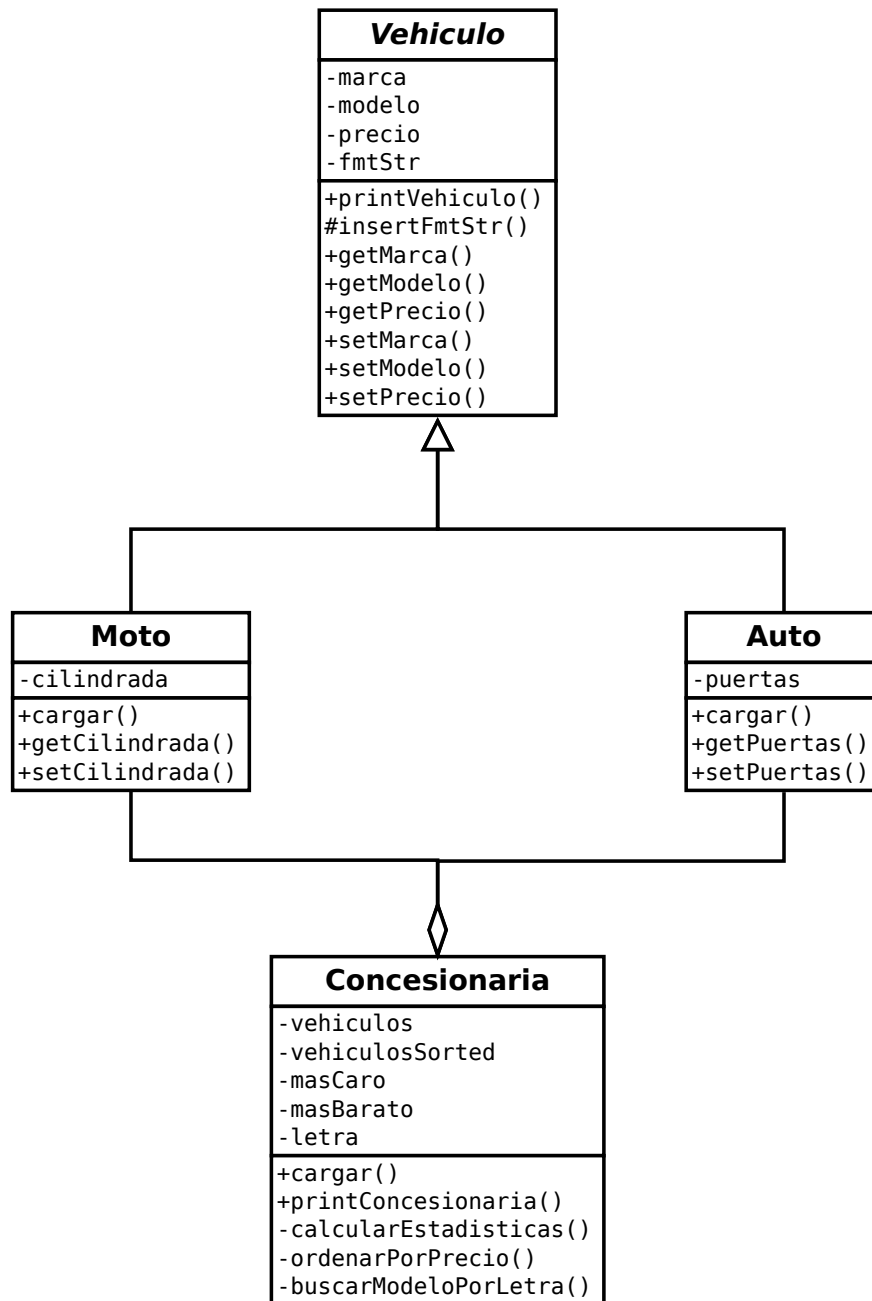 Vehiculo
-marca
-modelo
-precio
-fmtStr
+printVehiculo()
#insertFmtStr()
+getMarca()
+getModelo()
+getPrecio()
+setMarca()
+setModelo()
+setPrecio()
Moto
-cilindrada
+cargar()
+getCilindrada()
+setCilindrada()
Auto
-puertas
+cargar()
+getPuertas()
+setPuertas()
Concesionaria
-vehiculos
-vehiculosSorted
-masCaro
-masBarato
-letra
+cargar()
+printConcesionaria()
-calcularEstadisticas()
-ordenarPorPrecio()
-buscarModeloPorLetra()